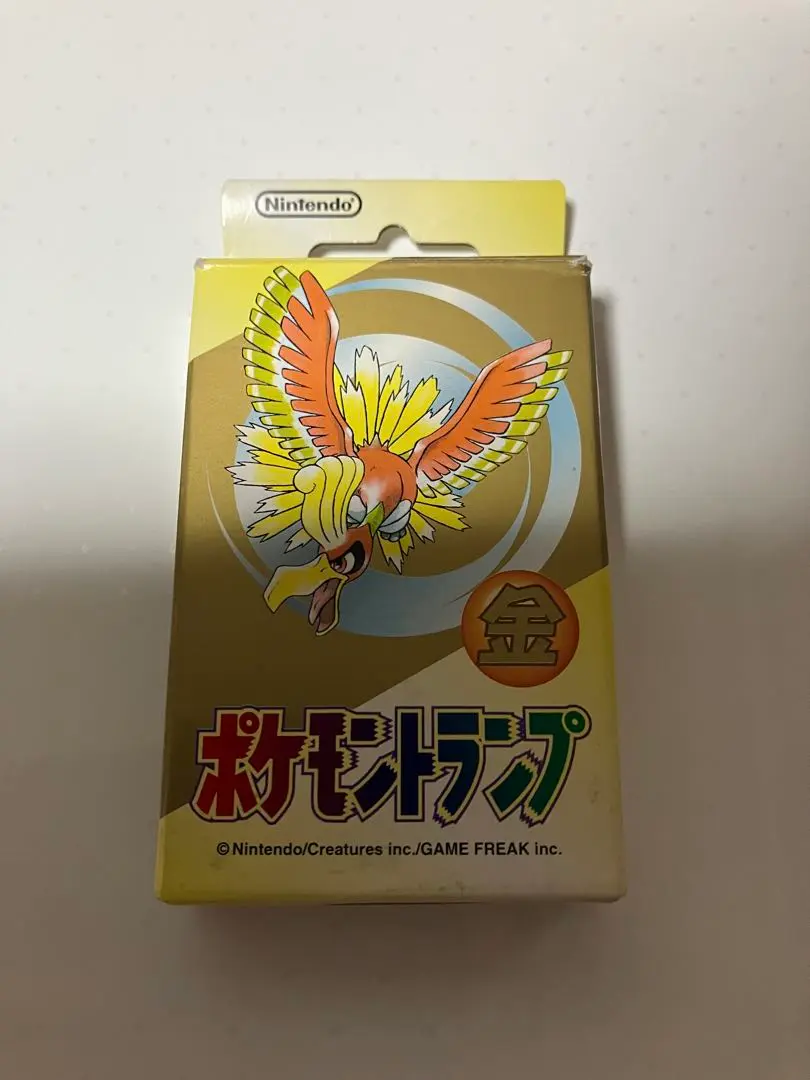 Nintendo
金
ポケモントランプ
©Nintendo/Creatures inc./GAME FREAK inc.